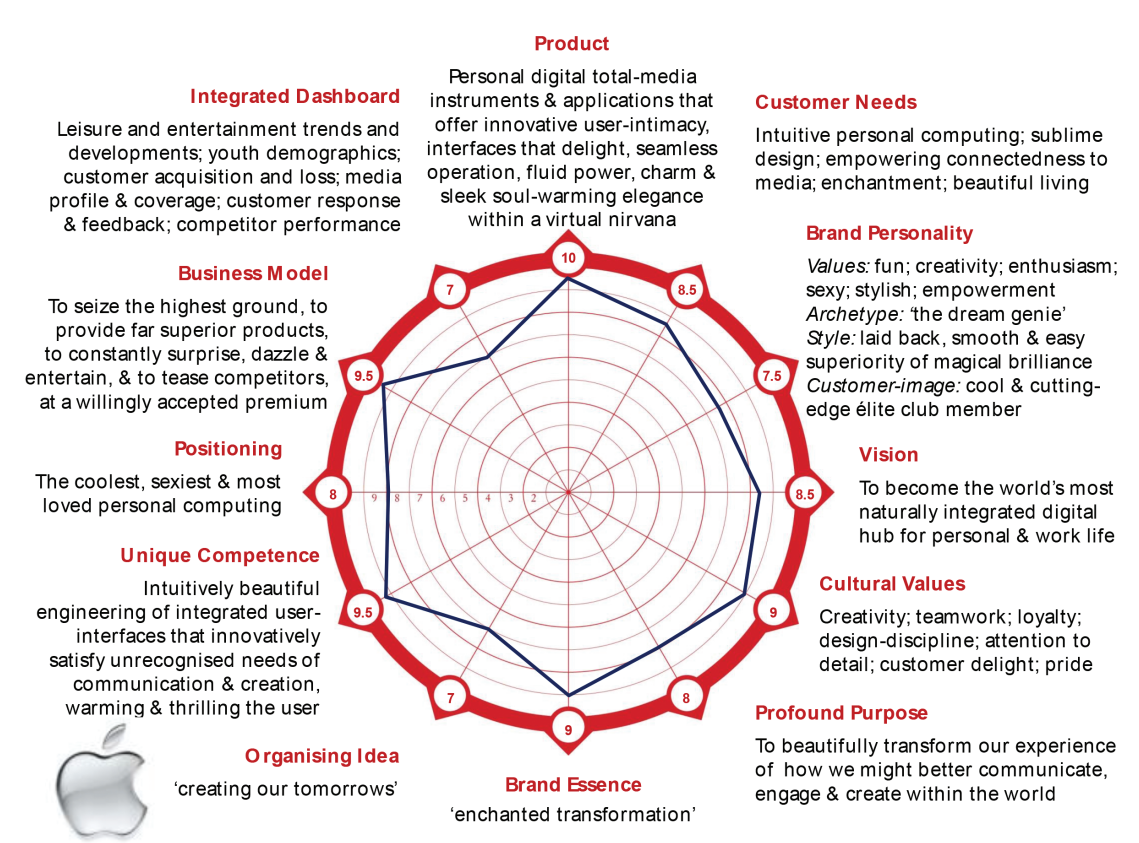 Product
Personal digital total-media
instruments & applications that
offer innovative user-intimacy,
interfaces that delight, seamless
operation, fluid power, charm &
sleek soul-warming elegance
within a virtual nirvana
Customer Needs
Intuitive personal computing; sublime
design; empowering connectedness to
media; enchantment; beautiful living
Brand Personality
Values: fun; creativity; enthusiasm;
sexy; stylish; empowerment
Archetype: ‘the dream genie’
Style: laid back, smooth & easy
superiority of magical brilliance
Customer-image: cool & cutting-
edge élite club member
Vision
To become the world’s most
naturally integrated digital
hub for personal & work life
Cultural Values
Creativity; teamwork; loyalty;
design-discipline; attention to
detail; customer delight; pride
Profound Purpose
To beautifully transform our experience
of how we might better communicate,
engage & create within the world
Brand Essence
‘enchanted transformation’
Organising Idea
‘creating our tomorrows’
Unique Competence
Intuitively beautiful
engineering of integrated user-
interfaces that innovatively
satisfy unrecognised needs of
communication & creation,
warming & thrilling the user
Positioning
The coolest, sexiest & most
loved personal computing
Business Model
To seize the highest ground, to
provide far superior products,
to constantly surprise, dazzle &
entertain, & to tease competitors,
at a willingly accepted premium
Integrated Dashboard
Leisure and entertainment trends and
developments; youth demographics;
customer acquisition and loss; media
profile & coverage; customer response
& feedback; competitor performance
10
8.5
7.5
8.5
9
8
9
7
9.5
8
9.5
7
9 8 7 6 5 4 3 2